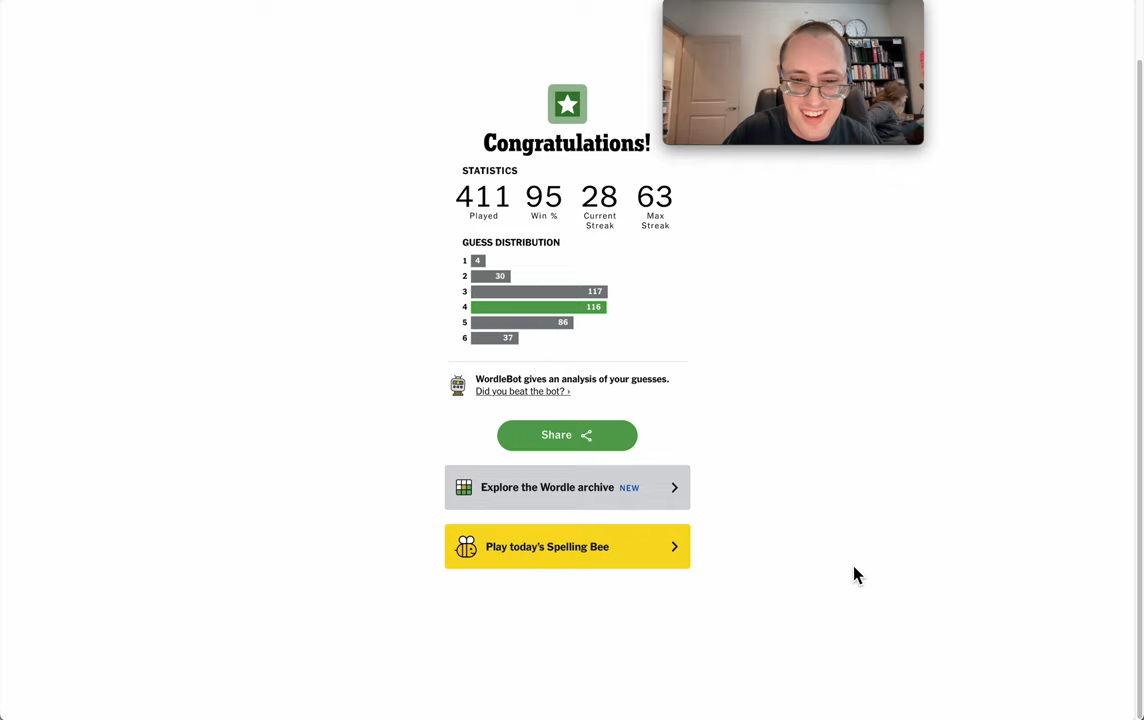 Congratulations!
STATISTICS
411 95 28 63
Played Win % Current Streak Max Streak
GUESS DISTRIBUTION
1 4
2 30
3 117
4 116
5 86
6 37
WordleBot gives an analysis of your guesses.
Did you beat the bot? ›
Share
Explore the Wordle archive NEW
Play today's Spelling Bee